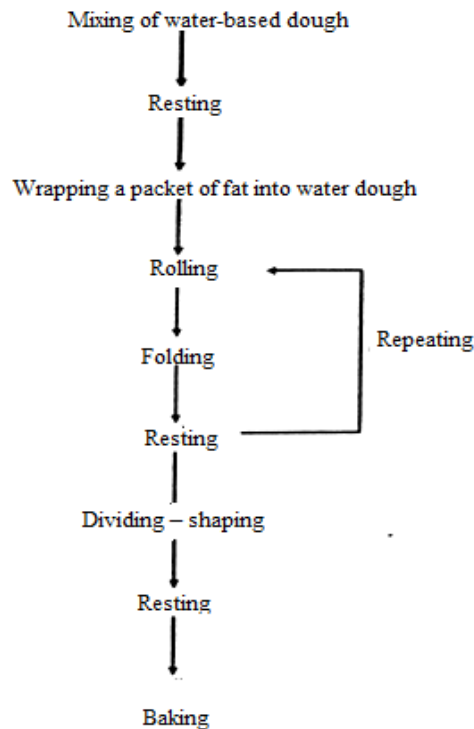 Mixing of water-based dough
Resting
Wrapping a packet of fat into water dough
Rolling
Repeating
Folding
Resting
Dividing – shaping
Resting
Baking